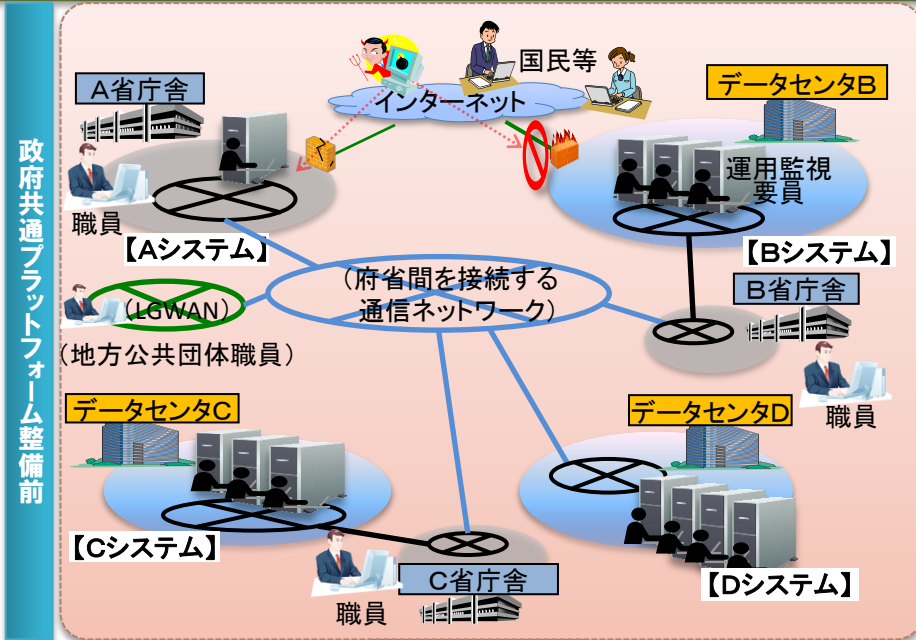 政府共通プラットフォーム整備前
国民等
インターネット
A省庁舎
データセンタB
運用監視
要員
職員
【Aシステム】
【Bシステム】
(府省間を接続する
通信ネットワーク)
B省庁舎
(LGWAN)
(地方公共団体職員)
職員
データセンタC
データセンタD
【Cシステム】
C省庁舎
【Dシステム】
職員